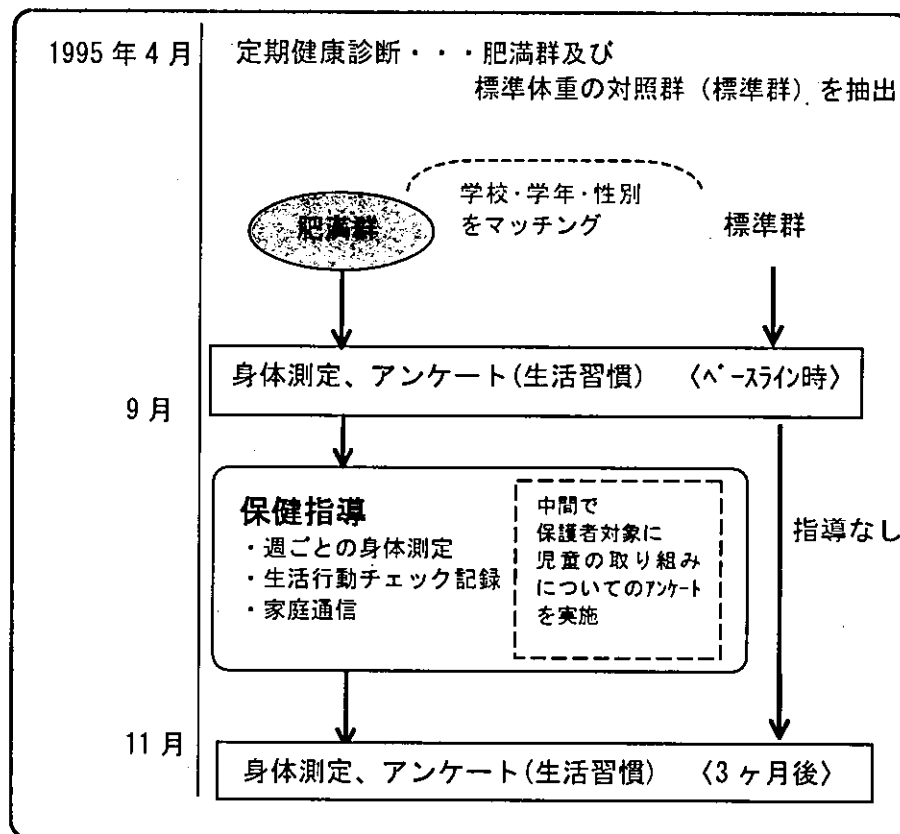 1995年4月
定期健康診断・・・肥満群及び
標準体重の対照群(標準群)を抽出
学校・学年・性別
をマッチング
肥満群
標準群
身体測定、アンケート(生活習慣) 〈ベースライン時〉
9月
保健指導
・週ごとの身体測定
・生活行動チェック記録
・家庭通信
中間で
保護者対象に
児童の取り組み
についてのアンケート
を実施
指導なし
11月
身体測定、アンケート(生活習慣) 〈3ヶ月後〉